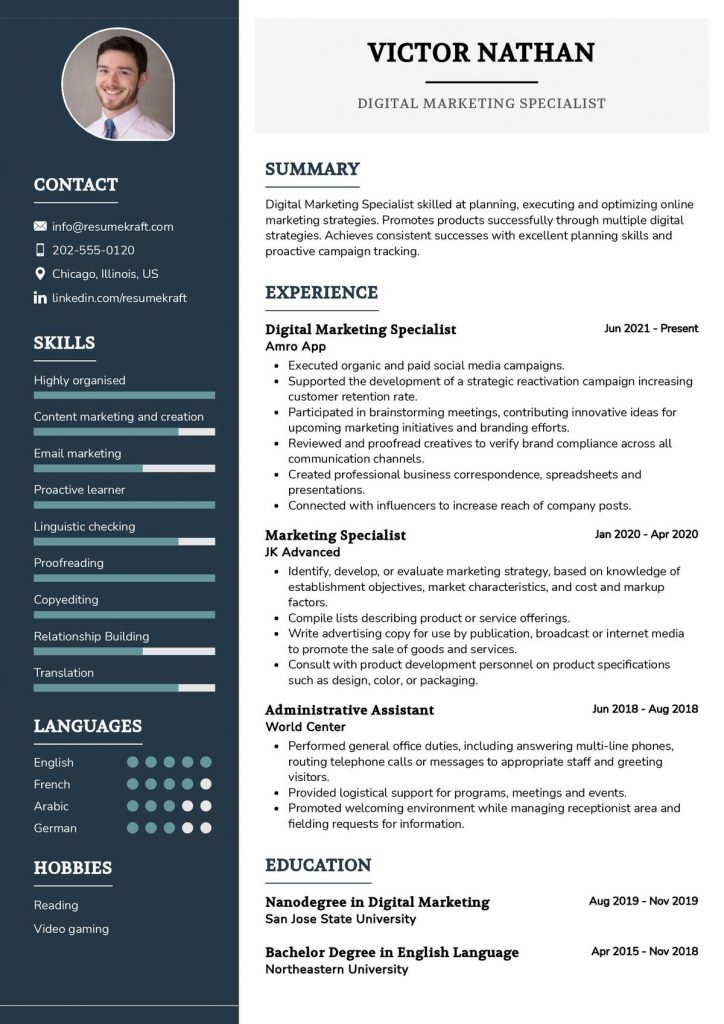 VICTOR NATHAN
DIGITAL MARKETING SPECIALIST
CONTACT
info@resumekraft.com
202-555-0120
Chicago, Illinois, US
linkedin.com/resumekraft
SKILLS
Highly organised
Content marketing and creation
Email marketing
Proactive learner
Linguistic checking
Proofreading
Copyediting
Relationship Building
Translation
LANGUAGES
English
French
Arabic
German
HOBBIES
Reading
Video gaming
SUMMARY
Digital Marketing Specialist skilled at planning, executing and optimizing online
marketing strategies. Promotes products successfully through multiple digital
strategies. Achieves consistent successes with excellent planning skills and
proactive campaign tracking.
EXPERIENCE
Digital Marketing Specialist Jun 2021 - Present
Amro App
• Executed organic and paid social media campaigns.
• Supported the development of a strategic reactivation campaign increasing
customer retention rate.
• Participated in brainstorming meetings, contributing innovative ideas for
upcoming marketing initiatives and branding efforts.
• Reviewed and proofread creatives to verify brand compliance across all
communication channels.
• Created professional business correspondence, spreadsheets and
presentations.
• Connected with influencers to increase reach of company posts.
Marketing Specialist Jan 2020 - Apr 2020
JK Advanced
• Identify, develop, or evaluate marketing strategy, based on knowledge of
establishment objectives, market characteristics, and cost and markup
factors.
• Compile lists describing product or service offerings.
• Write advertising copy for use by publication, broadcast or internet media
to promote the sale of goods and services.
• Consult with product development personnel on product specifications
such as design, color, or packaging.
Administrative Assistant Jun 2018 - Aug 2018
World Center
• Performed general office duties, including answering multi-line phones,
routing telephone calls or messages to appropriate staff and greeting
visitors.
• Provided logistical support for programs, meetings and events.
• Promoted welcoming environment while managing receptionist area and
fielding requests for information.
EDUCATION
Nanodegree in Digital Marketing Aug 2019 - Nov 2019
San Jose State University
Bachelor Degree in English Language Apr 2015 - Nov 2018
Northeastern University